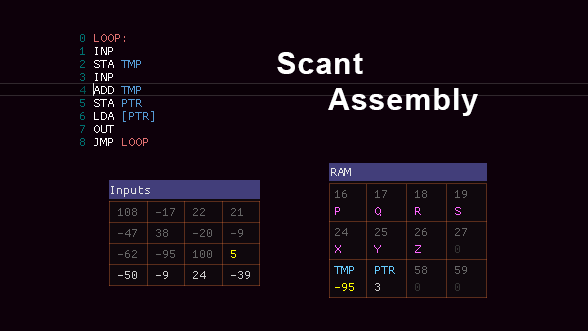 0 LOOP:
1 INP
2 STA TMP
3 INP
4 ADD TMP
5 STA PTR
6 LDA [PTR]
7 OUT
8 JMP LOOP
Scant
Assembly
Inputs
108 -17 22 21
-47 38 -20 -9
-62 -95 100 5
-50 -9 24 -39
RAM
16 17 18 19
P Q R S
24 25 26 27
X Y Z 0
TMP PTR 58 59
-95 3 0 0